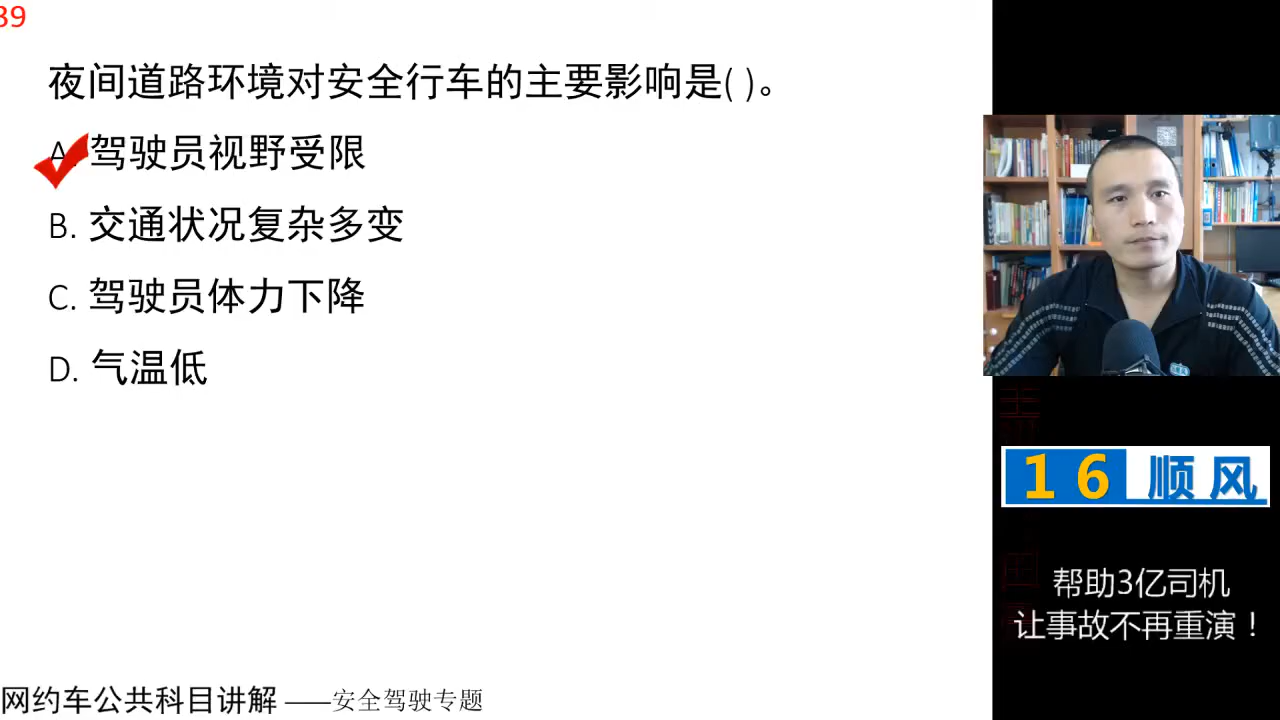 39
夜间道路环境对安全行车的主要影响是( )。
A. 驾驶员视野受限
B. 交通状况复杂多变
C. 驾驶员体力下降
D. 气温低
16顺风
帮助3亿司机
让事故不再重演！
网约车公共科目讲解 ——安全驾驶专题